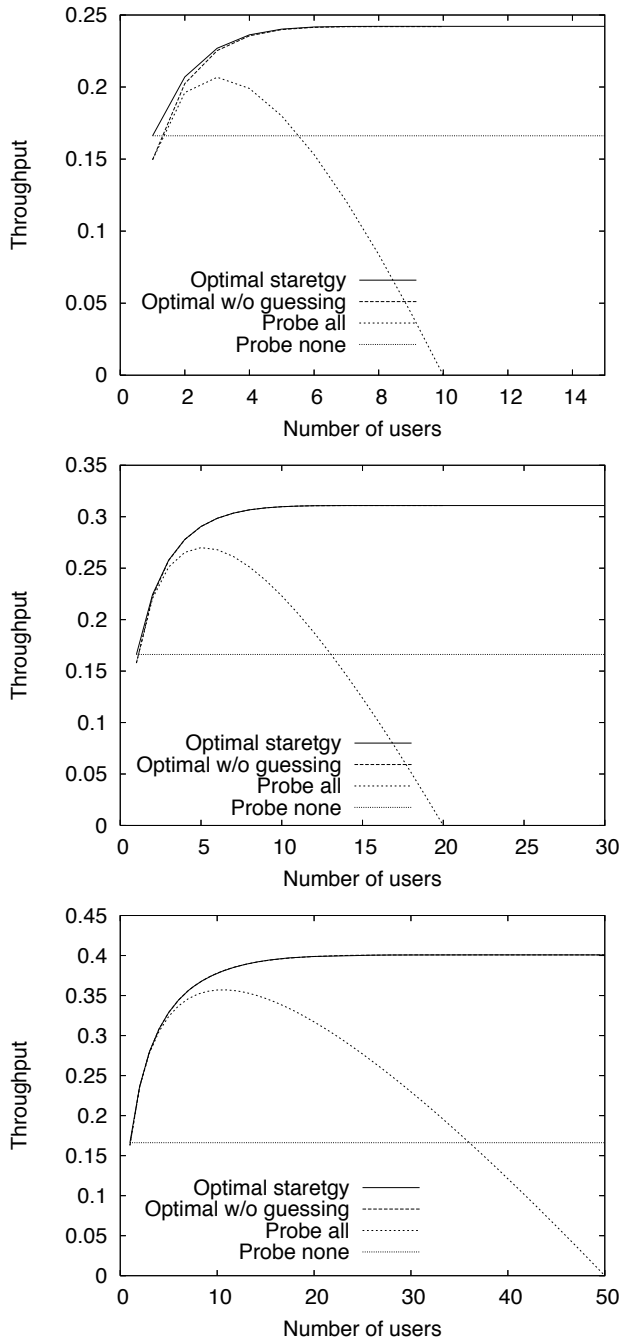 0.25
0.2
0.15
0.1
0.05
0
Throughput
Optimal staretgy
Optimal w/o guessing
Probe all
Probe none
0 2 4 6 8 10 12 14
Number of users
0.35
0.3
0.25
0.2
0.15
0.1
0.05
0
Throughput
Optimal staretgy
Optimal w/o guessing
Probe all
Probe none
0 5 10 15 20 25 30
Number of users
0.45
0.4
0.35
0.3
0.25
0.2
0.15
0.1
0.05
0
Throughput
Optimal staretgy
Optimal w/o guessing
Probe all
Probe none
0 10 20 30 40 50
Number of users